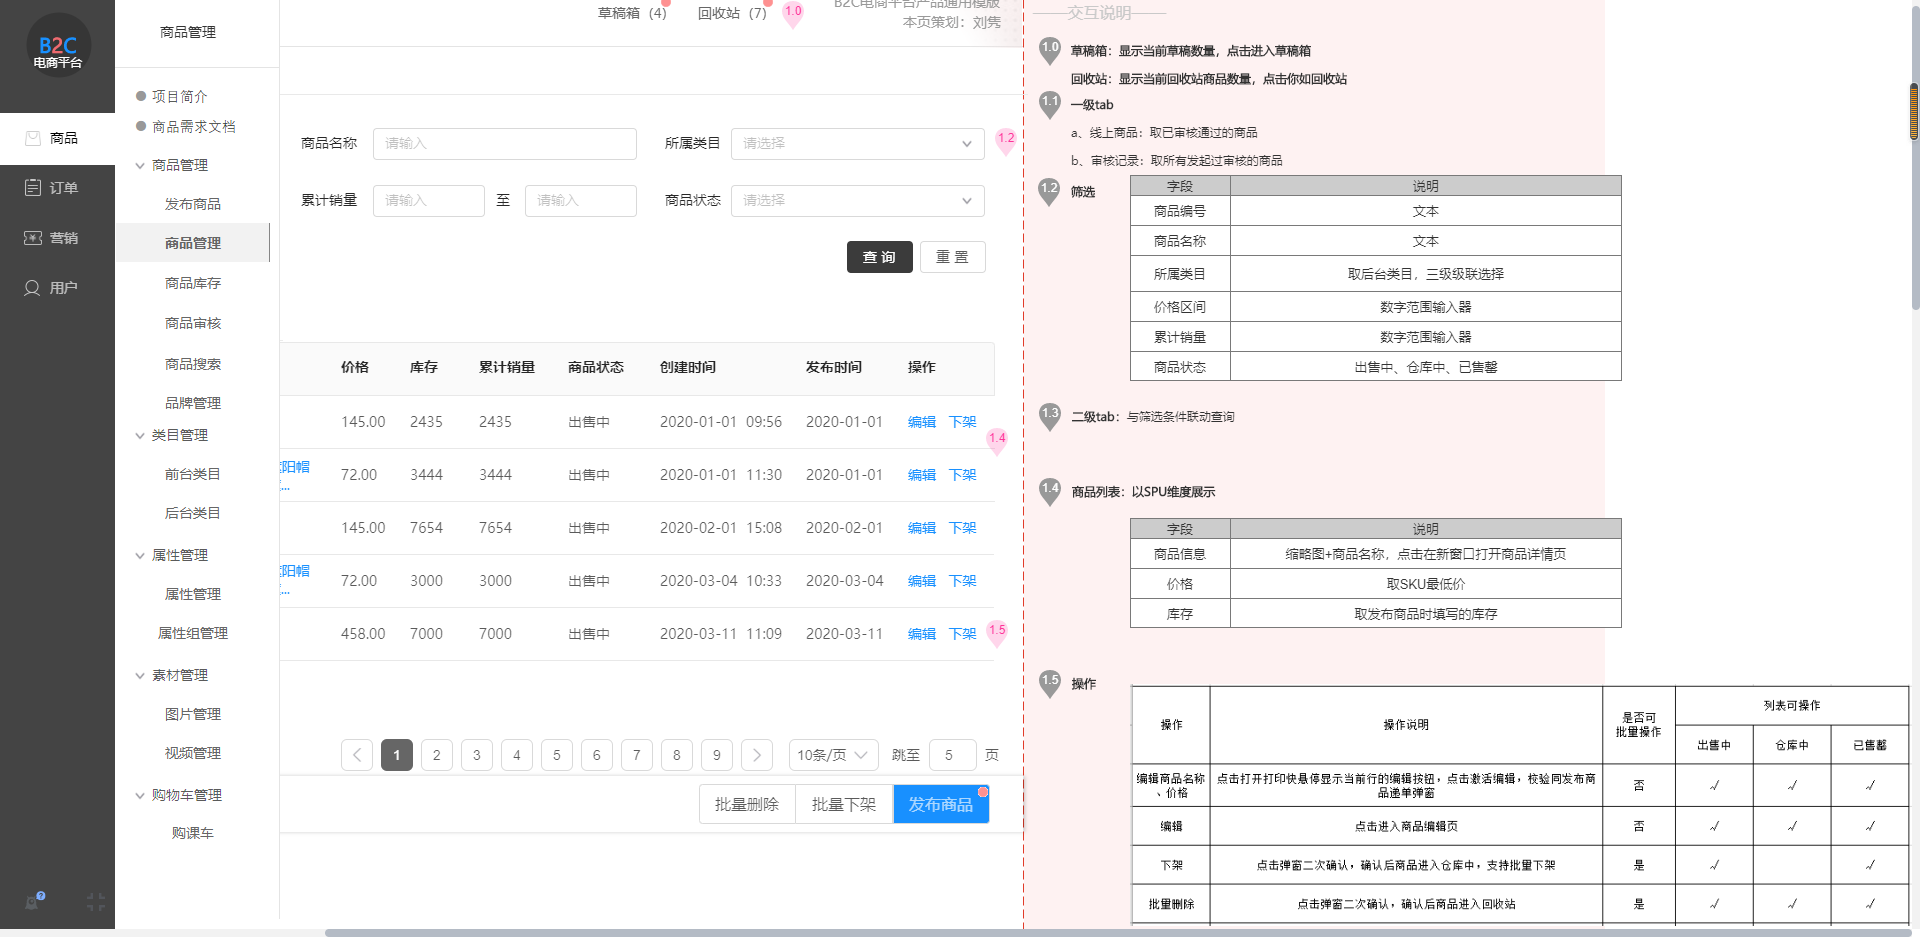 B2C
电商平台
商品
订单
营销
用户
商品管理
项目简介
商品需求文档
商品管理
发布商品
商品管理
商品库存
商品审核
商品搜索
品牌管理
类目管理
前台类目
后台类目
属性管理
属性管理
属性组管理
素材管理
图片管理
视频管理
购物车管理
购课车
草稿箱（4） 回收站（7） 1.0
B2C电商平台产品通用模版
本页策划：刘隽
商品名称 请输入 所属类目 请选择 1.2
累计销量 请输入 至 请输入 商品状态 请选择
查 询 重 置
价格 库存 累计销量 商品状态 创建时间 发布时间 操作
145.00 2435 2435 出售中 2020-01-01 09:56 2020-01-01 编辑 下架
1.4
阳帽
...
72.00 3444 3444 出售中 2020-01-01 11:30 2020-01-01 编辑 下架
145.00 7654 7654 出售中 2020-02-01 15:08 2020-02-01 编辑 下架
阳帽
...
72.00 3000 3000 出售中 2020-03-04 10:33 2020-03-04 编辑 下架
458.00 7000 7000 出售中 2020-03-11 11:09 2020-03-11 编辑 下架 1.5
1 2 3 4 5 6 7 8 9 10条/页 跳至 5 页
批量删除 批量下架 发布商品
交互说明
1.0 草稿箱：显示当前草稿数量，点击进入草稿箱
回收站：显示当前回收站商品数量，点击你如回收站
1.1 一级tab
a、线上商品：取已审核通过的商品
b、审核记录：取所有发起过审核的商品
1.2 筛选
字段 说明
商品编号 文本
商品名称 文本
所属类目 取后台类目，三级级联选择
价格区间 数字范围输入器
累计销量 数字范围输入器
商品状态 出售中、仓库中、已售罄
1.3 二级tab：与筛选条件联动查询
1.4 商品列表：以SPU维度展示
字段 说明
商品信息 缩略图+商品名称，点击在新窗口打开商品详情页
价格 取SKU最低价
库存 取发布商品时填写的库存
1.5 操作
操作 操作说明 是否可
批量操作 列表可操作
出售中 仓库中 已售罄
编辑商品名称
、价格 点击打开打印快悬停显示当前行的编辑按钮，点击激活编辑，校验同发布商
品递单弹窗 否 √ √ √
编辑 点击进入商品编辑页 否 √ √ √
下架 点击弹窗二次确认，确认后商品进入仓库中，支持批量下架 是 √ √
批量删除 点击弹窗二次确认，确认后商品进入回收站 是 √ √ √